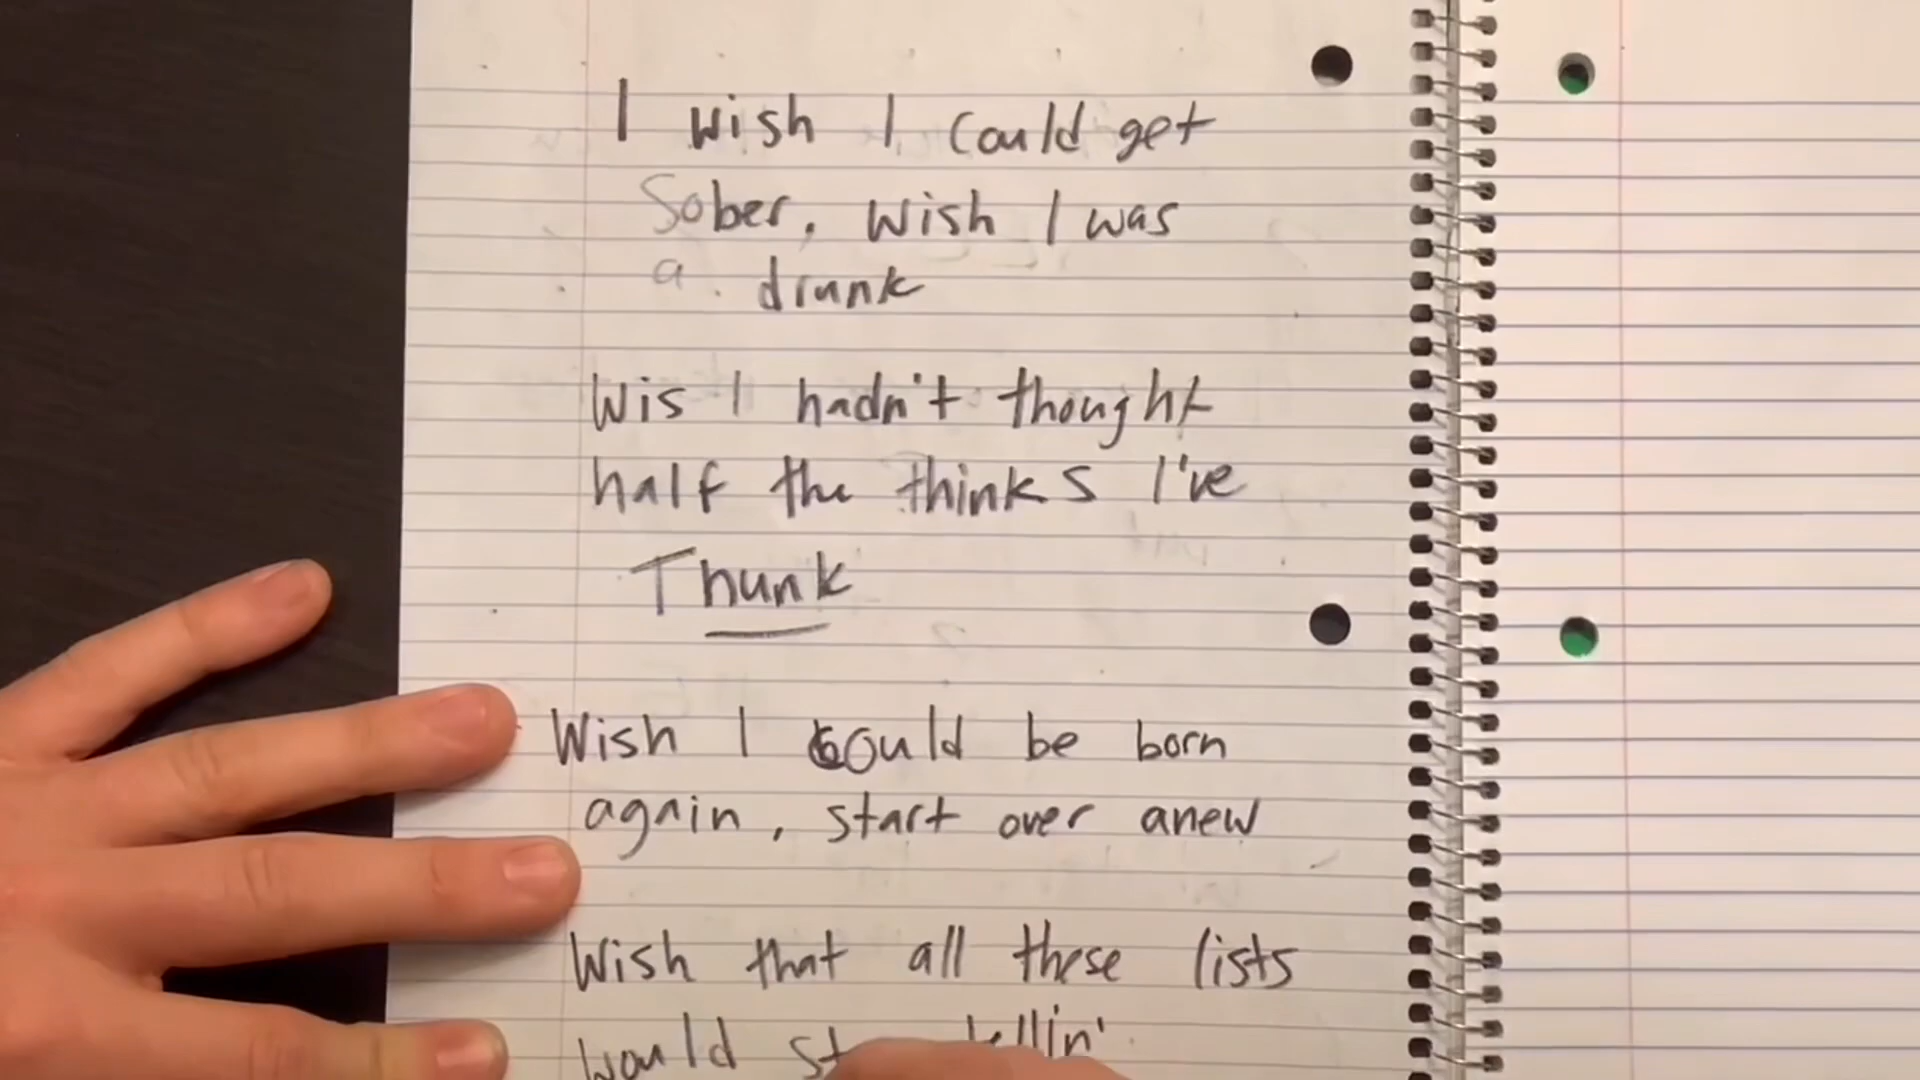 I wish I could get
Sober. wish I was
a. drunk
Wis I hadn't thought
half the thinks I've
Thunk
Wish I could be born
again, start over anew
Wish that all these lists
would